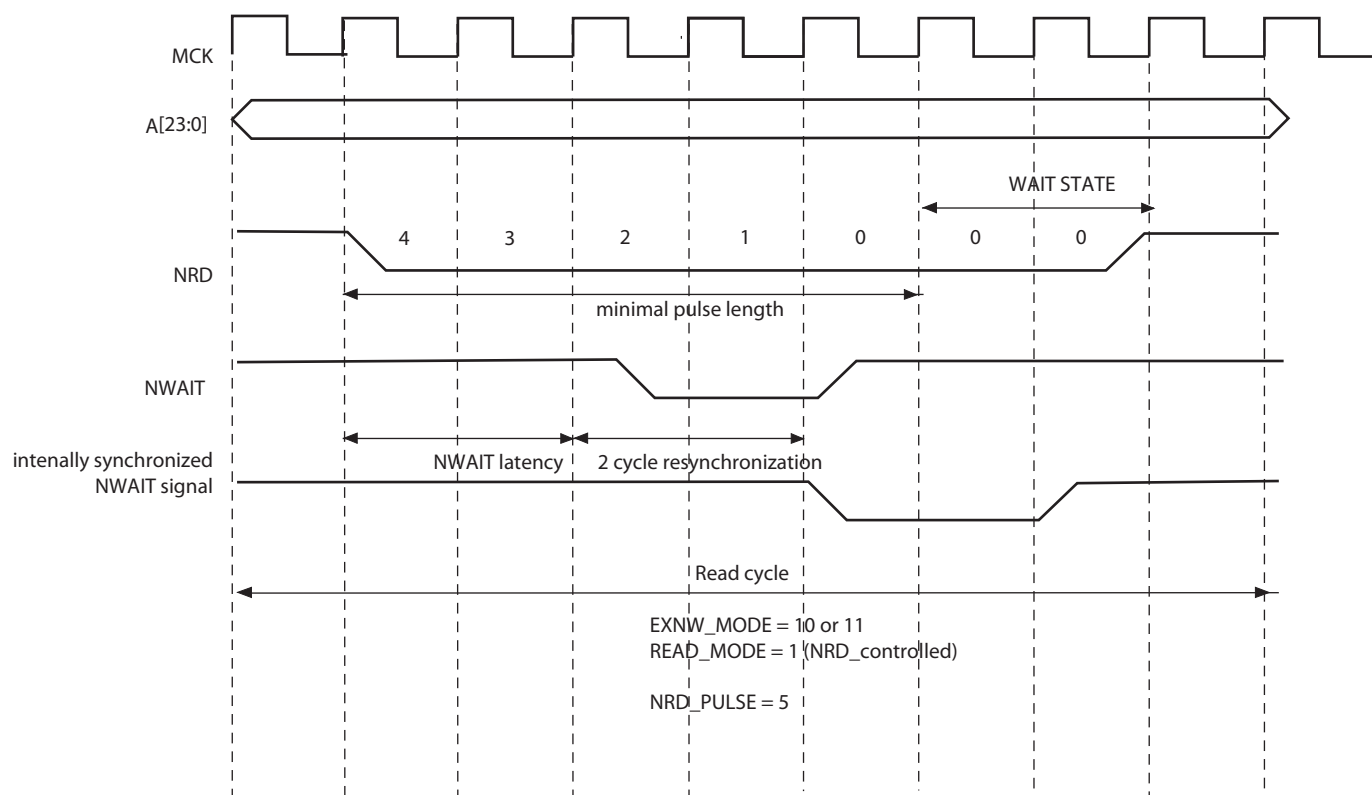 MCK
A[23:0]
WAIT STATE
4 3 2 1 0 0 0
NRD
minimal pulse length
NWAIT
NWAIT latency 2 cycle resynchronization
intenally synchronized
NWAIT signal
Read cycle
EXNW_MODE = 10 or 11
READ_MODE = 1 (NRD_controlled)
NRD_PULSE = 5